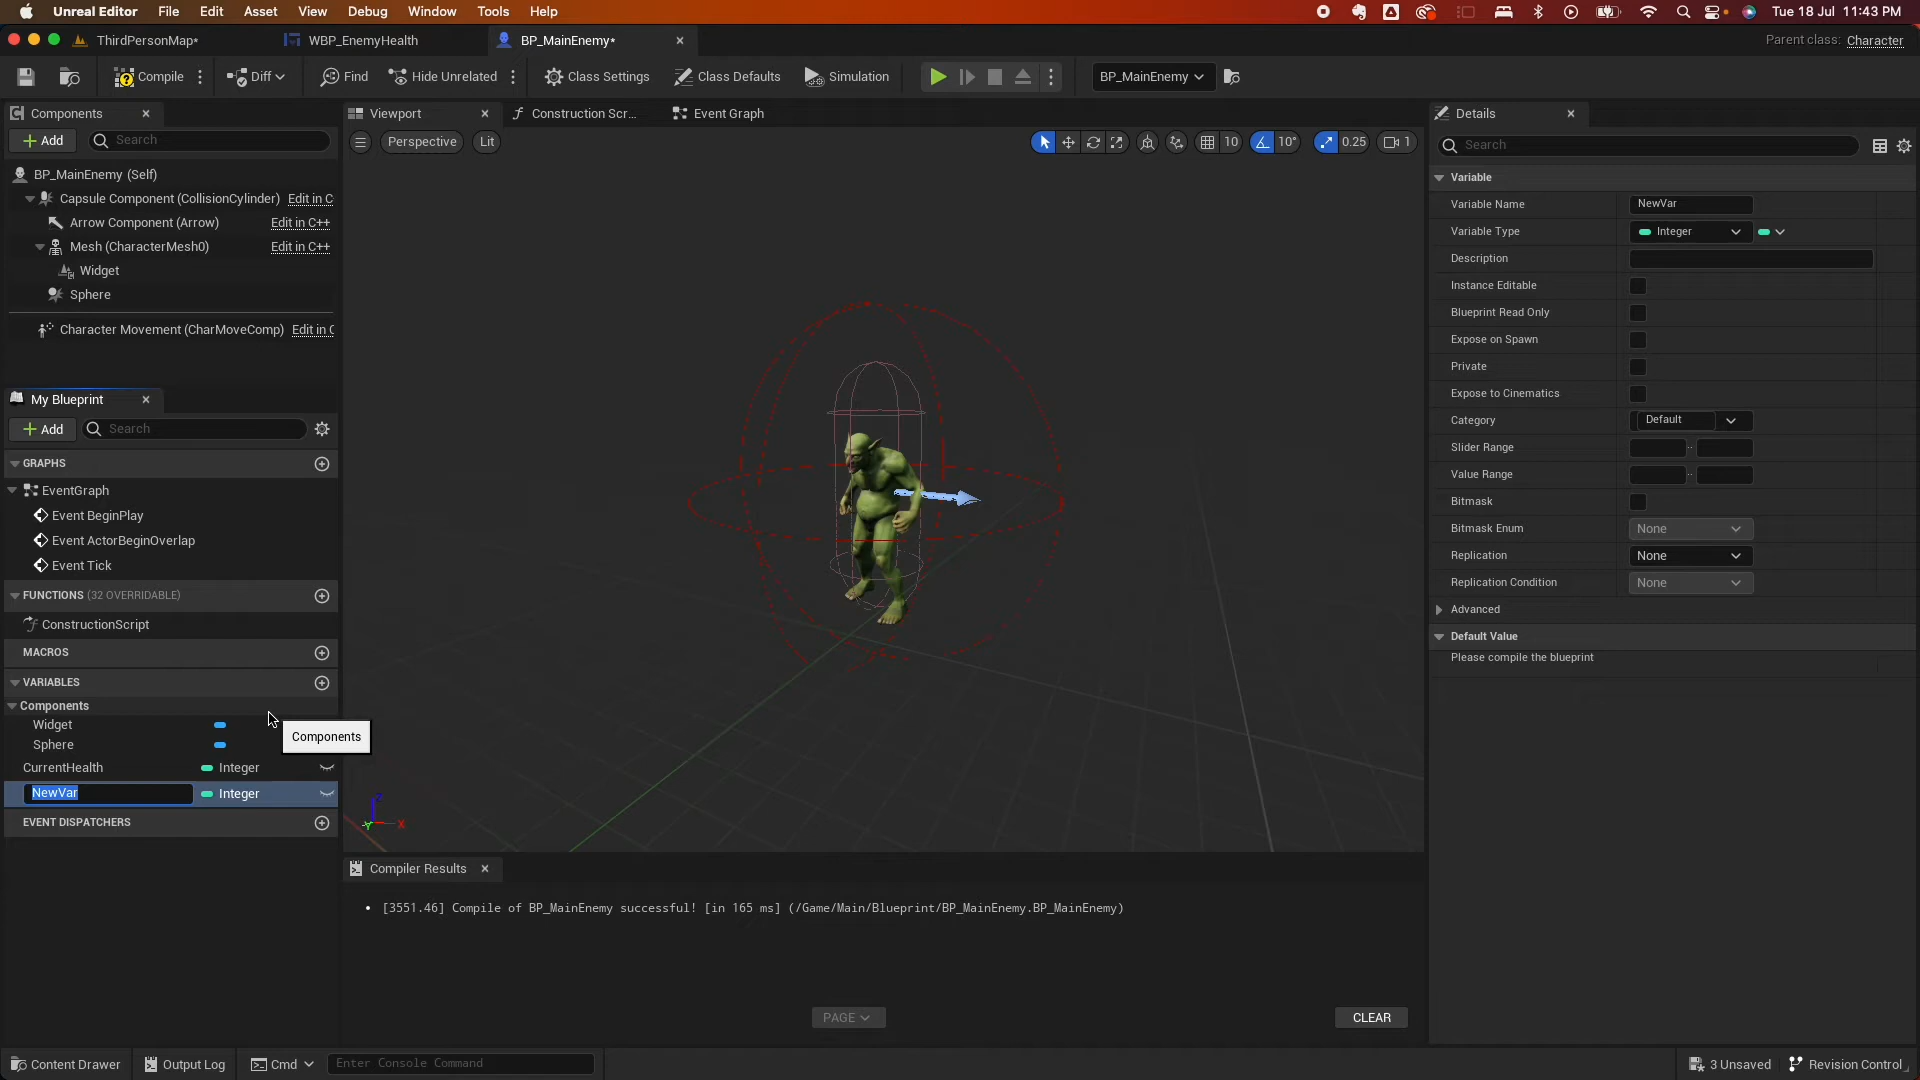 Unreal Editor File Edit Asset View Debug Window Tools Help Tue 18 Jul 11:43 PM
ThirdPersonMap* WBP_EnemyHealth BP_MainEnemy* Parent class: Character
Compile Diff Find Hide Unrelated Class Settings Class Defaults Simulation BP_MainEnemy
Components Viewport Construction Scr... Event Graph Details
Add Search Perspective Lit 10 10° 0.25 1 Search
BP_MainEnemy (Self)
Capsule Component (CollisionCylinder) Edit in C
Arrow Component (Arrow) Edit in C++
Mesh (CharacterMesh0) Edit in C++
Widget
Sphere
Character Movement (CharMoveComp) Edit in C
My Blueprint
Add Search
GRAPHS
EventGraph
Event BeginPlay
Event ActorBeginOverlap
Event Tick
FUNCTIONS (32 OVERRIDABLE)
ConstructionScript
MACROS
VARIABLES
Components
Widget
Sphere
Components
CurrentHealth Integer
NewVar Integer
EVENT DISPATCHERS
Z
Y X
Variable
Variable Name NewVar
Variable Type Integer
Description
Instance Editable
Blueprint Read Only
Expose on Spawn
Private
Expose to Cinematics
Category Default
Slider Range ..
Value Range ..
Bitmask
Bitmask Enum None
Replication None
Replication Condition None
Advanced
Default Value
Please compile the blueprint
Compiler Results
• [3551.46] Compile of BP_MainEnemy successful! [in 165 ms] (/Game/Main/Blueprint/BP_MainEnemy.BP_MainEnemy)
PAGE CLEAR
Content Drawer Output Log Cmd Enter Console Command 3 Unsaved Revision Control